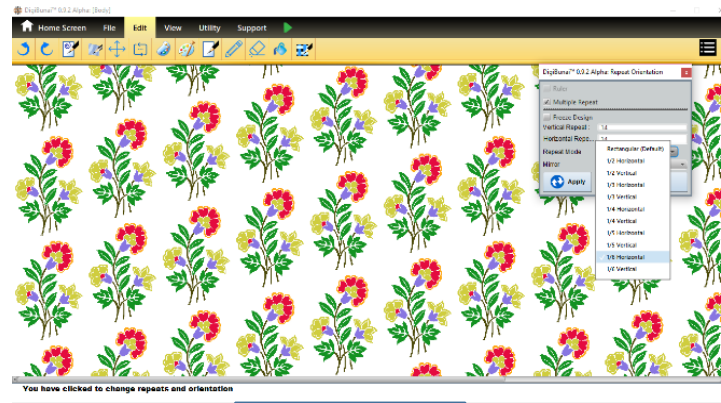 DigiBunai™ 0.9.2 Alpha: [Easy]
Home Screen File Edit View Utility Support
DigiBunai™ 0.9.2 Alpha: Repeat Orientation
Ruler
Multiple Repeat
Freeze Design
Vertical Repeat : 14
Horizontal Repe... 14
Repeat Mode
Mirror
Apply
Rectangular (Default)
1/2 Horizontal
1/2 Vertical
1/3 Horizontal
1/3 Vertical
1/4 Horizontal
1/4 Vertical
1/5 Horizontal
1/5 Vertical
1/6 Horizontal
1/6 Vertical
You have clicked to change repeats and orientation